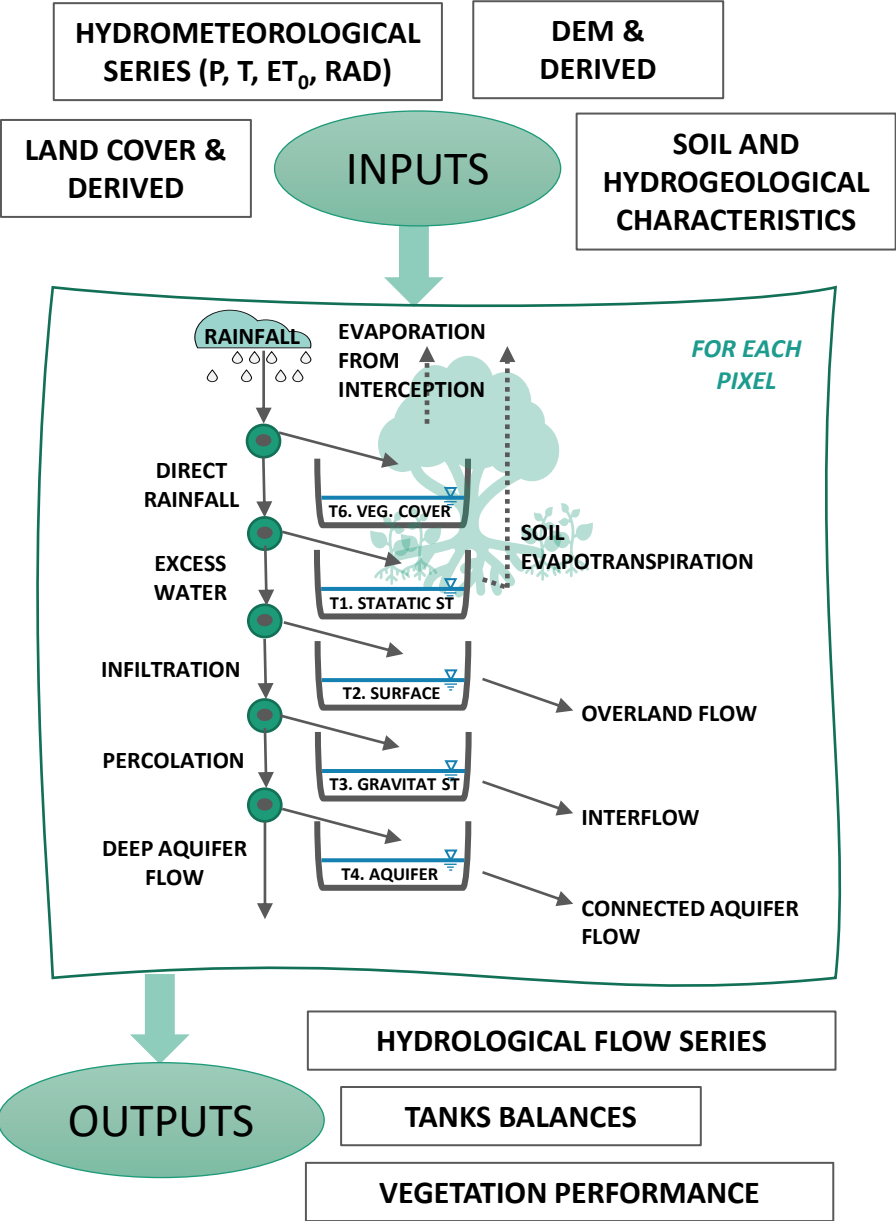 HYDROMETEOROLOGICAL
SERIES (P, T, ET₀, RAD)
DEM &
DERIVED
LAND COVER &
DERIVED
INPUTS
SOIL AND
HYDROGEOLOGICAL
CHARACTERISTICS
RAINFALL
EVAPORATION
FROM
INTERCEPTION
FOR EACH
PIXEL
DIRECT
RAINFALL
T6. VEG. COVER
SOIL
EVAPOTRANSPIRATION
EXCESS
WATER
T1. STATATIC ST
INFILTRATION
T2. SURFACE
OVERLAND FLOW
PERCOLATION
T3. GRAVITAT ST
INTERFLOW
DEEP AQUIFER
FLOW
T4. AQUIFER
CONNECTED AQUIFER
FLOW
HYDROLOGICAL FLOW SERIES
OUTPUTS
TANKS BALANCES
VEGETATION PERFORMANCE